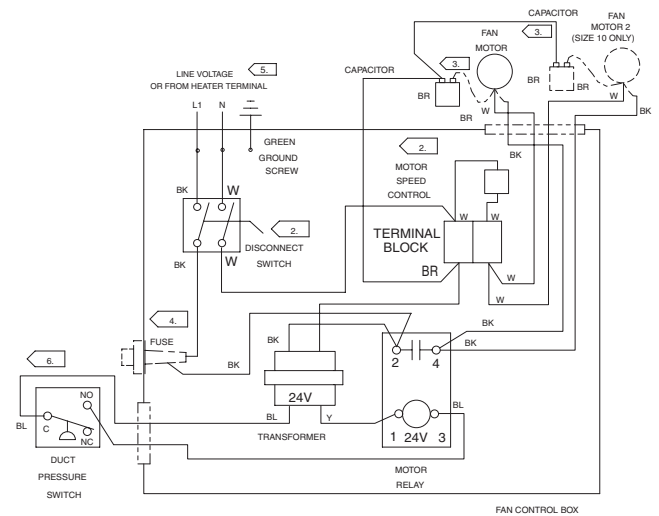 CAPACITOR
FAN
MOTOR 2
(SIZE 10 ONLY)
3.
FAN
MOTOR
3.
5.
LINE VOLTAGE
OR FROM HEATER TERMINAL
CAPACITOR
BR
BR
BR
BR
W
W
BK
L1
N
GREEN
GROUND
SCREW
2.
MOTOR
SPEED
CONTROL
BK
BK
W
W
W
TERMINAL
BLOCK
2.
DISCONNECT
SWITCH
BK
W
BR
W
W
4.
FUSE
BK
BK
BK
BK
2
4
6.
24V
BL
Y
BL
NO
C
NC
BL
1 24V 3
TRANSFORMER
DUCT
PRESSURE
SWITCH
MOTOR
RELAY
FAN CONTROL BOX